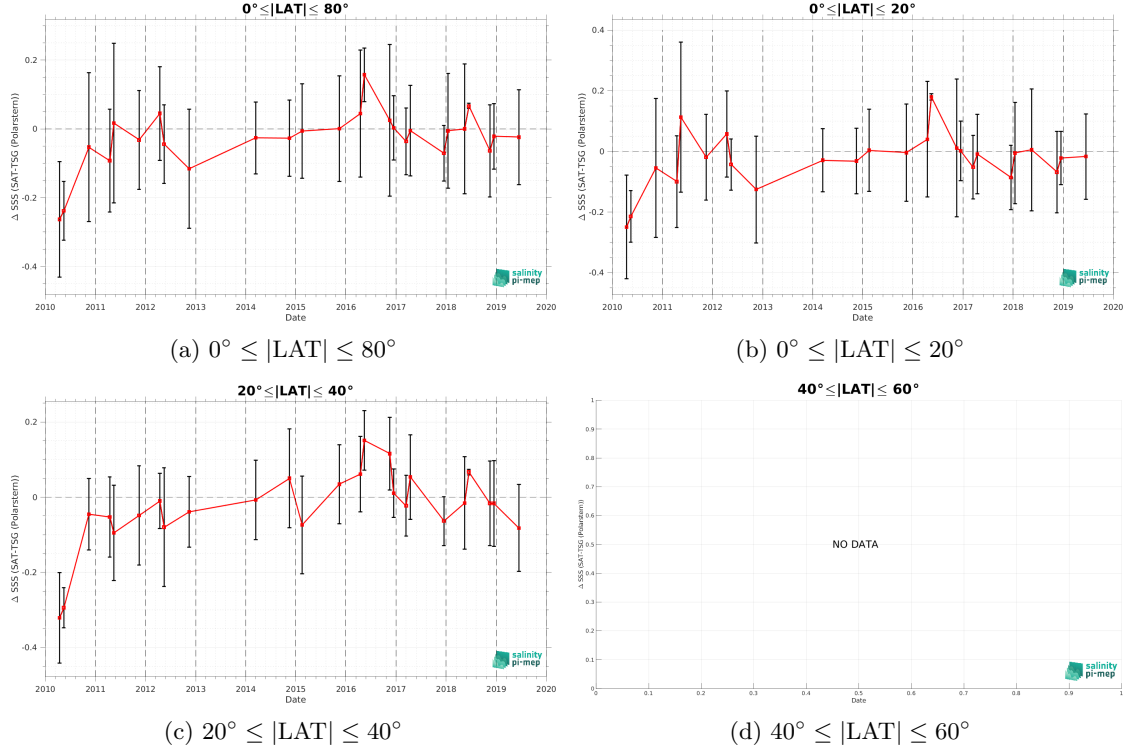 0°≤|LAT|≤ 80°
0.2
0
-0.2
-0.4
Δ SSS (SAT-TSG (Polarstern))
2010 2011 2012 2013 2014 2015 2016 2017 2018 2019 2020
Date
salinity
pi-mep
(a) 0° ≤ |LAT| ≤ 80°
0°≤|LAT|≤ 20°
0.4
0.2
0
-0.2
-0.4
Δ SSS (SAT-TSG (Polarstern))
2010 2011 2012 2013 2014 2015 2016 2017 2018 2019 2020
Date
salinity
pi-mep
(b) 0° ≤ |LAT| ≤ 20°
20°≤|LAT|≤ 40°
0.2
0
-0.2
-0.4
Δ SSS (SAT-TSG (Polarstern))
2010 2011 2012 2013 2014 2015 2016 2017 2018 2019 2020
Date
salinity
pi-mep
(c) 20° ≤ |LAT| ≤ 40°
40°≤|LAT|≤ 60°
1
0.9
0.8
0.7
0.6
0.5
0.4
0.3
0.2
0.1
0
Δ SSS (SAT-TSG (Polarstern))
NO DATA
0 0.1 0.2 0.3 0.4 0.5 0.6 0.7 0.8 0.9 1
Date
salinity
pi-mep
(d) 40° ≤ |LAT| ≤ 60°